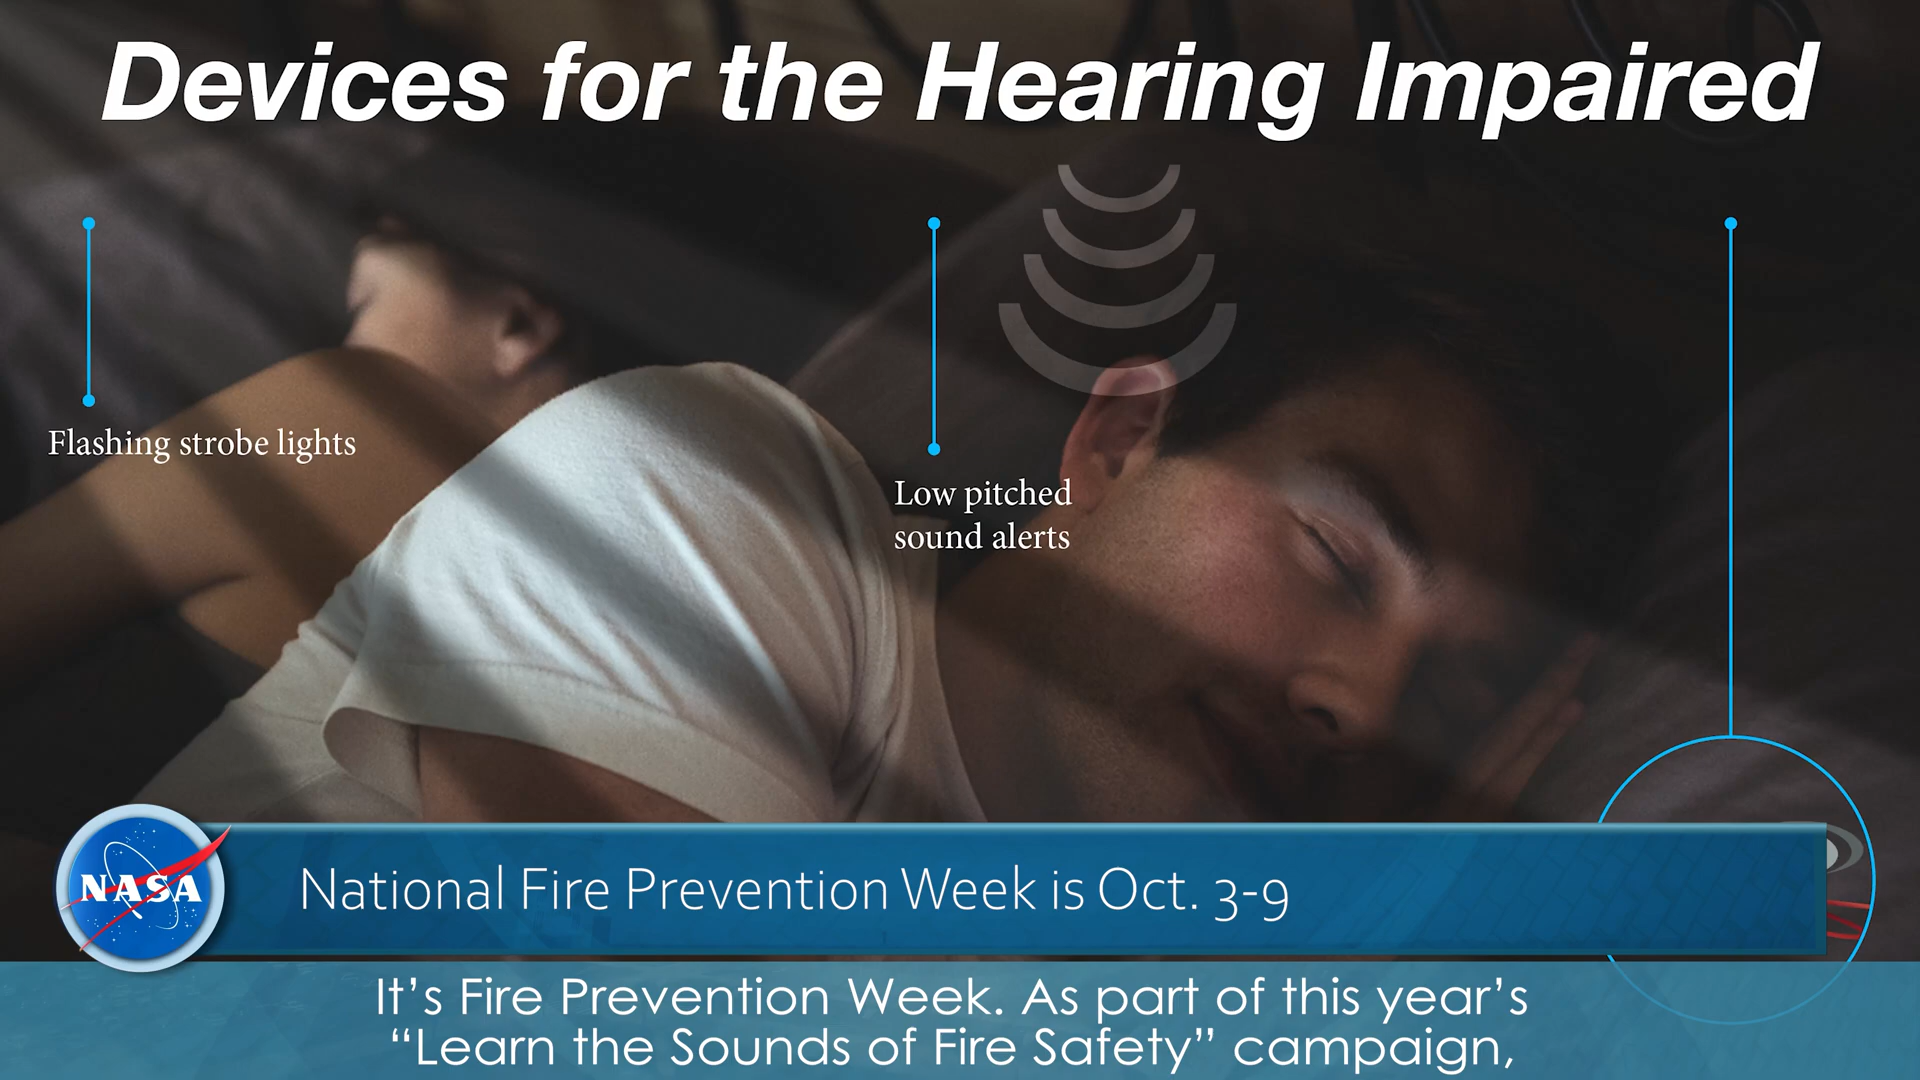 Devices for the Hearing Impaired
Flashing strobe lights
Low pitched
sound alerts
NASA
National Fire Prevention Week is Oct. 3-9
It’s Fire Prevention Week. As part of this year’s
“Learn the Sounds of Fire Safety” campaign,